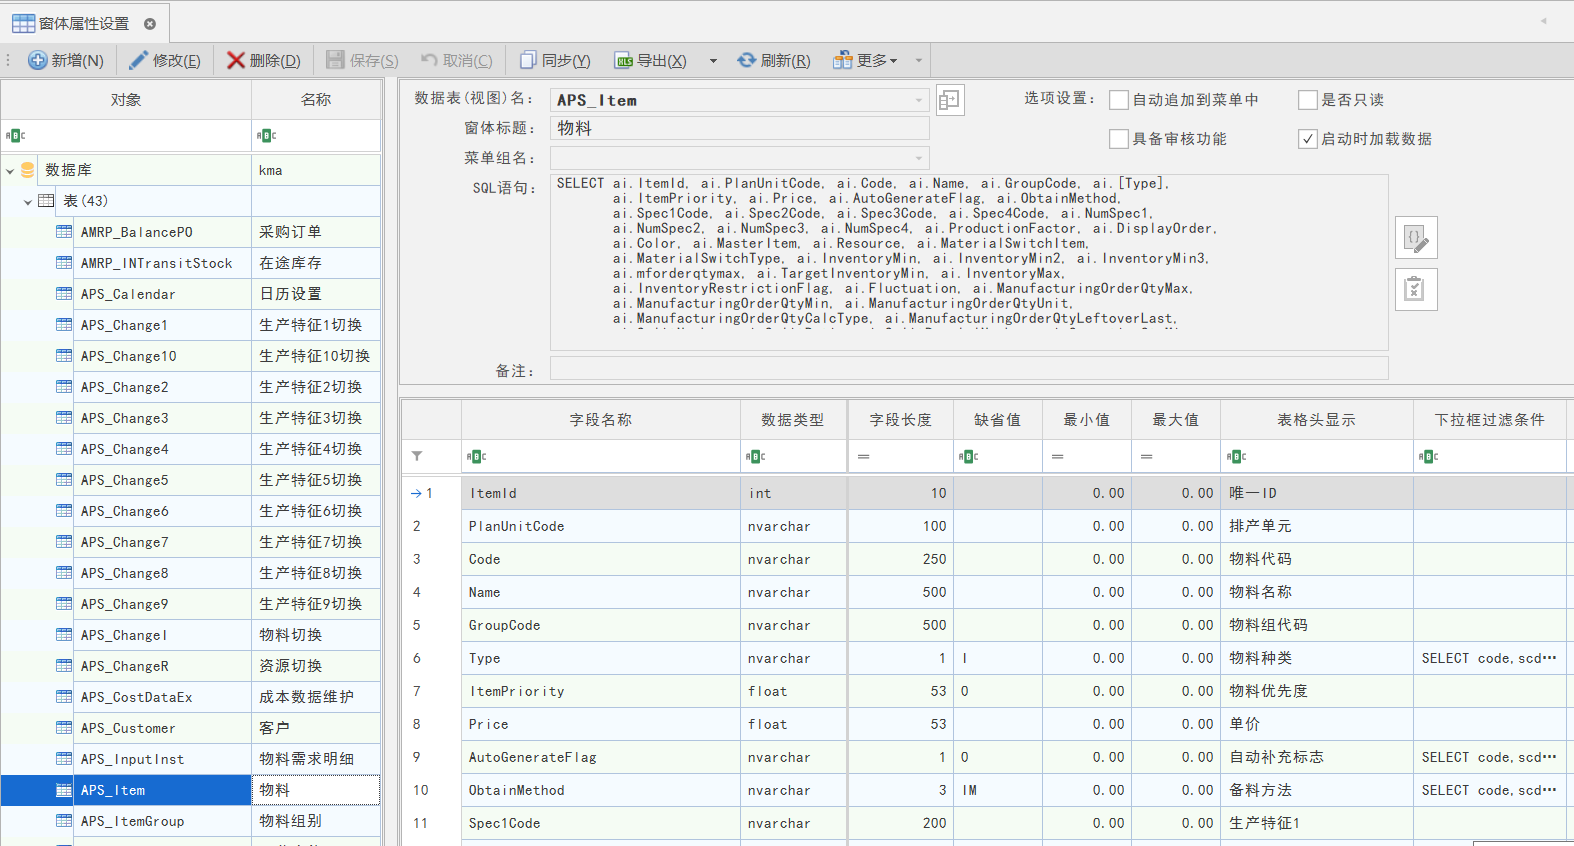 窗体属性设置
新增(N) 修改(E) 删除(D) 保存(S) 取消(C) 同步(Y) 导出(X) 刷新(R) 更多
对象 名称
数据库 kma
表(43)
AMRP_BalancePO 采购订单
AMRP_INTransitStock 在途库存
APS_Calendar 日历设置
APS_Change1 生产特征1切换
APS_Change10 生产特征10切换
APS_Change2 生产特征2切换
APS_Change3 生产特征3切换
APS_Change4 生产特征4切换
APS_Change5 生产特征5切换
APS_Change6 生产特征6切换
APS_Change7 生产特征7切换
APS_Change8 生产特征8切换
APS_Change9 生产特征9切换
APS_ChangeI 物料切换
APS_ChangeR 资源切换
APS_CostDataEx 成本数据维护
APS_Customer 客户
APS_InputInst 物料需求明细
APS_Item 物料
APS_ItemGroup 物料组别
数据表(视图)名: APS_Item
窗体标题: 物料
菜单组名:
选项设置: 自动追加到菜单中 是否只读
具备审核功能 启动时加载数据
SQL语句: SELECT ai.ItemId, ai.PlanUnitCode, ai.Code, ai.Name, ai.GroupCode, ai.[Type],
ai.ItemPriority, ai.Price, ai.AutoGenerateFlag, ai.ObtainMethod,
ai.Spec1Code, ai.Spec2Code, ai.Spec3Code, ai.Spec4Code, ai.NumSpec1,
ai.NumSpec2, ai.NumSpec3, ai.NumSpec4, ai.ProductionFactor, ai.DisplayOrder,
ai.Color, ai.MasterItem, ai.Resource, ai.MaterialSwitchItem,
ai.MaterialSwitchType, ai.InventoryMin, ai.InventoryMin2, ai.InventoryMin3,
ai.mforderqtymax, ai.TargetInventoryMin, ai.InventoryMax,
ai.InventoryRestrictionFlag, ai.Fluctuation, ai.ManufacturingOrderQtyMax,
ai.ManufacturingOrderQtyMin, ai.ManufacturingOrderQtyUnit,
ai.ManufacturingOrderQtyCalcType, ai.ManufacturingOrderQtyLeftoverLast,
备注:
字段名称 数据类型 字段长度 缺省值 最小值 最大值 表格头显示 下拉框过滤条件
1 ItemId int 10 0.00 0.00 唯一ID
2 PlanUnitCode nvarchar 100 0.00 0.00 排产单元
3 Code nvarchar 250 0.00 0.00 物料代码
4 Name nvarchar 500 0.00 0.00 物料名称
5 GroupCode nvarchar 500 0.00 0.00 物料组代码
6 Type nvarchar 1 I 0.00 0.00 物料种类 SELECT code,scd…
7 ItemPriority float 53 0 0.00 0.00 物料优先度
8 Price float 53 0.00 0.00 单价
9 AutoGenerateFlag nvarchar 1 0 0.00 0.00 自动补充标志 SELECT code,scd…
10 ObtainMethod nvarchar 3 IM 0.00 0.00 备料方法 SELECT code,scd…
11 Spec1Code nvarchar 200 0.00 0.00 生产特征1